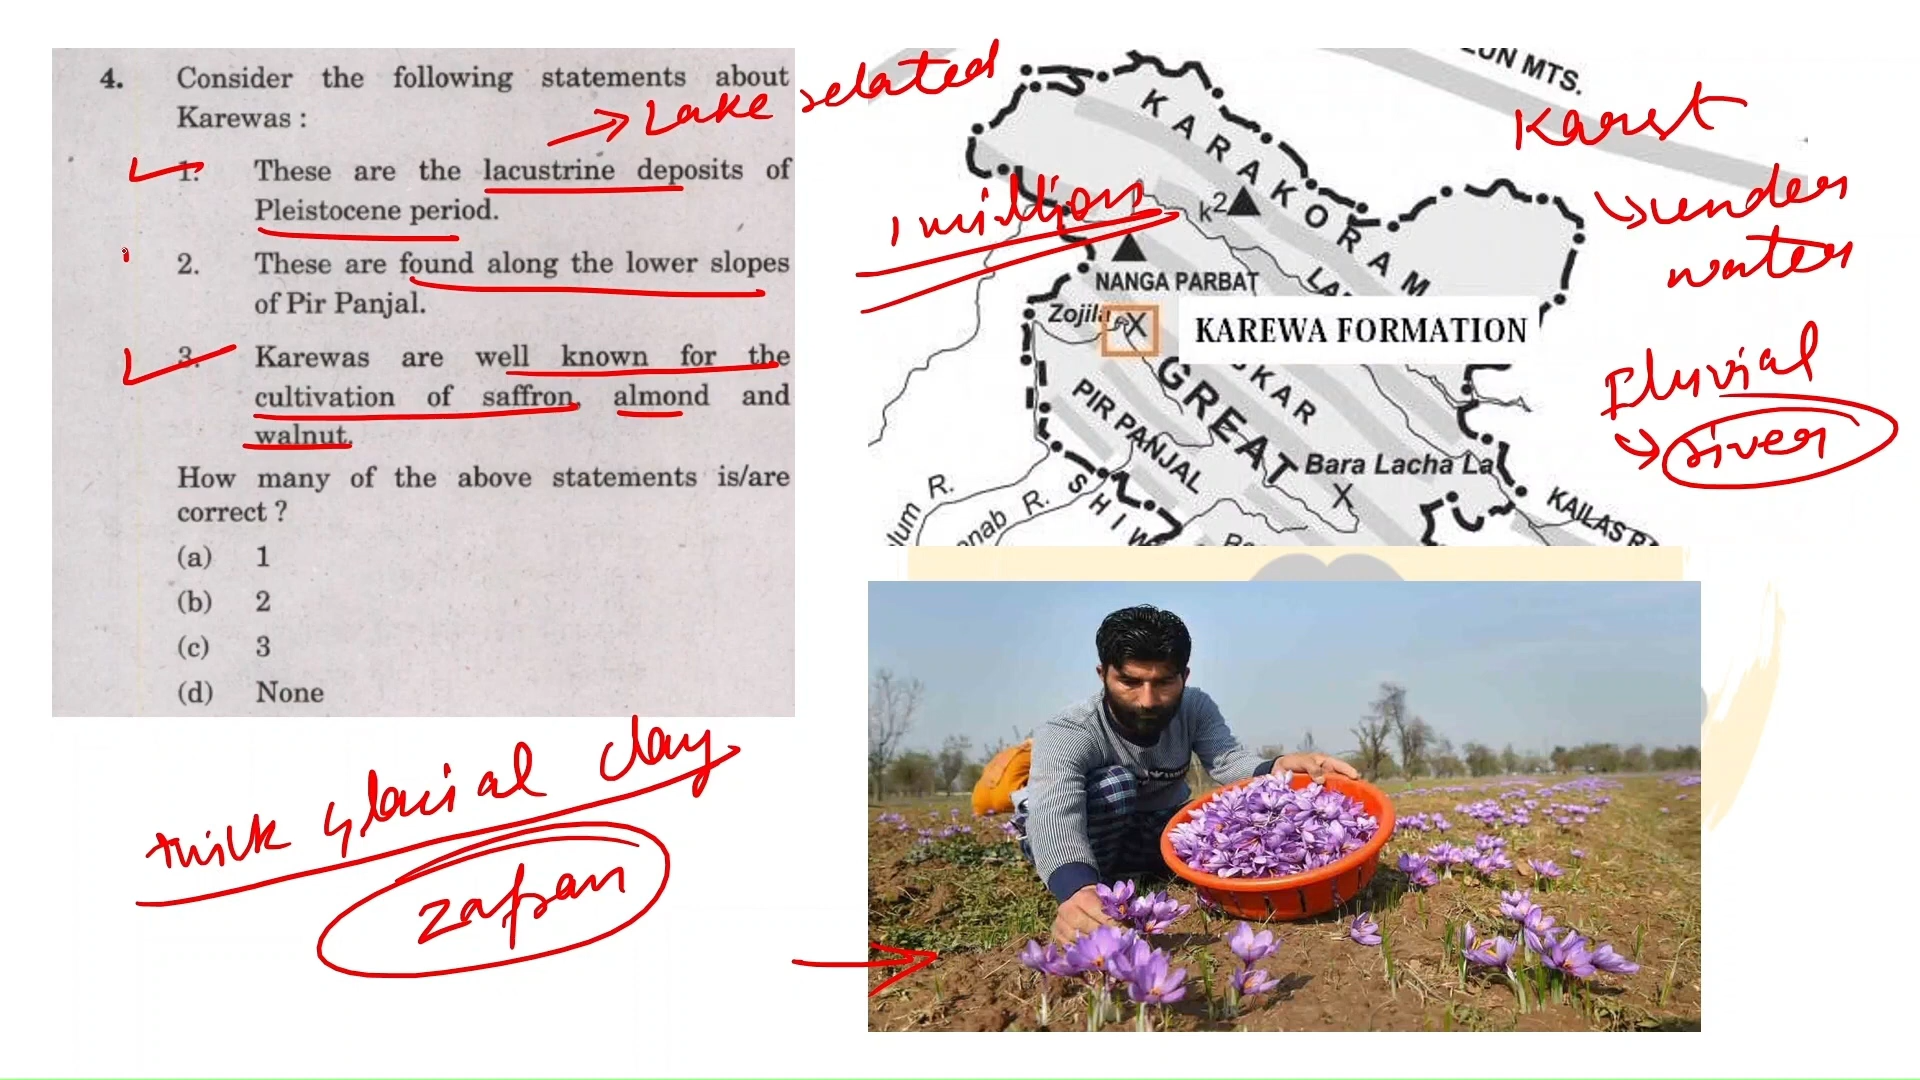 4. Consider the following statements about
Karewas :
→ Lake related
1. These are the lacustrine deposits of
Pleistocene period.
2. These are found along the lower slopes
of Pir Panjal.
3. Karewas are well known for the
cultivation of saffron, almond and
walnut.
How many of the above statements is/are
correct ?
(a) 1
(b) 2
(c) 3
(d) None
1 million
KARAKORAM
K2
NANGA PARBAT
Zojila
X
KAREWA FORMATION
GREAT
PIR PANJAL
Bara Lacha La
X
R.
R.
MTS.
Karst
under
water
Fluvial
→ river
thick glacial clay
Zafran